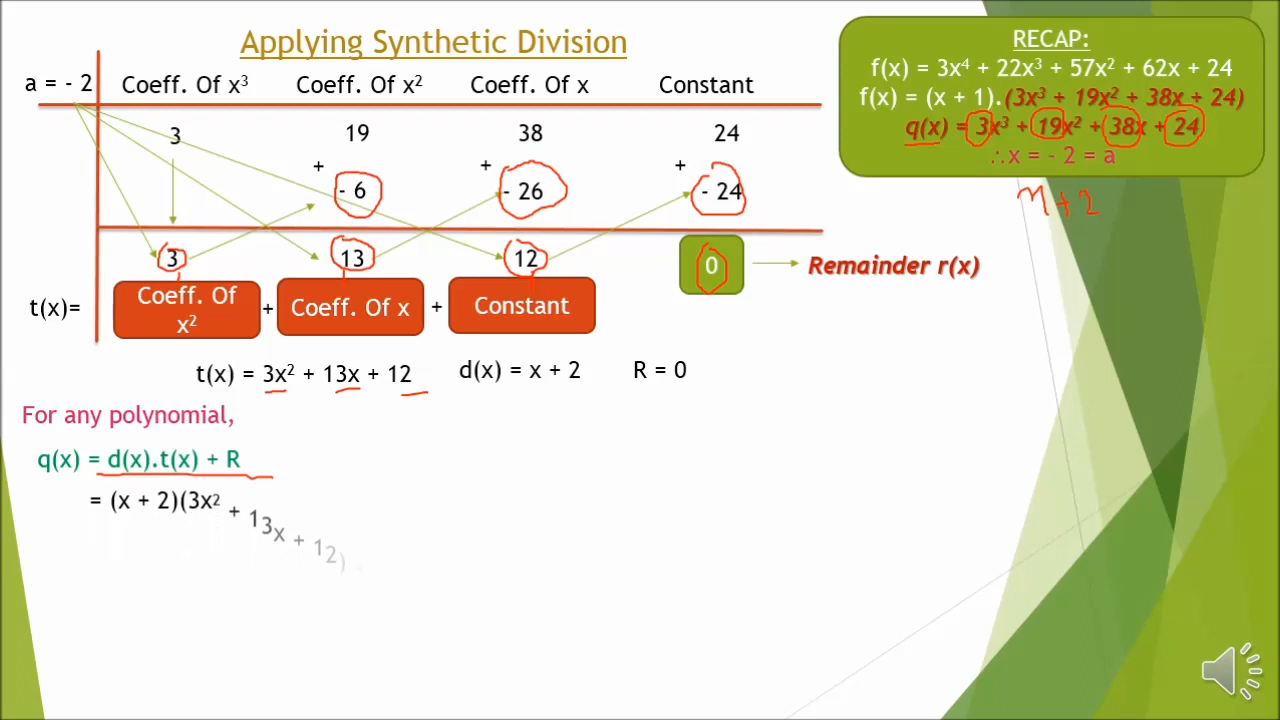 Applying Synthetic Division
a = - 2 Coeff. Of x³ Coeff. Of x² Coeff. Of x Constant
3 19 38 24
+ + +
- 6 - 26 - 24
3 13 12 0 Remainder r(x)
t(x)= Coeff. Of x² + Coeff. Of x + Constant
t(x) = 3x² + 13x + 12 d(x) = x + 2 R = 0
For any polynomial,
q(x) = d(x).t(x) + R
= (x + 2)(3x² + 13x + 12)
RECAP:
f(x) = 3x⁴ + 22x³ + 57x² + 62x + 24
f(x) = (x + 1).(3x³ + 19x² + 38x + 24)
q(x) = 3x³ + 19x² + 38x + 24
∴x = - 2 = a
x + 2